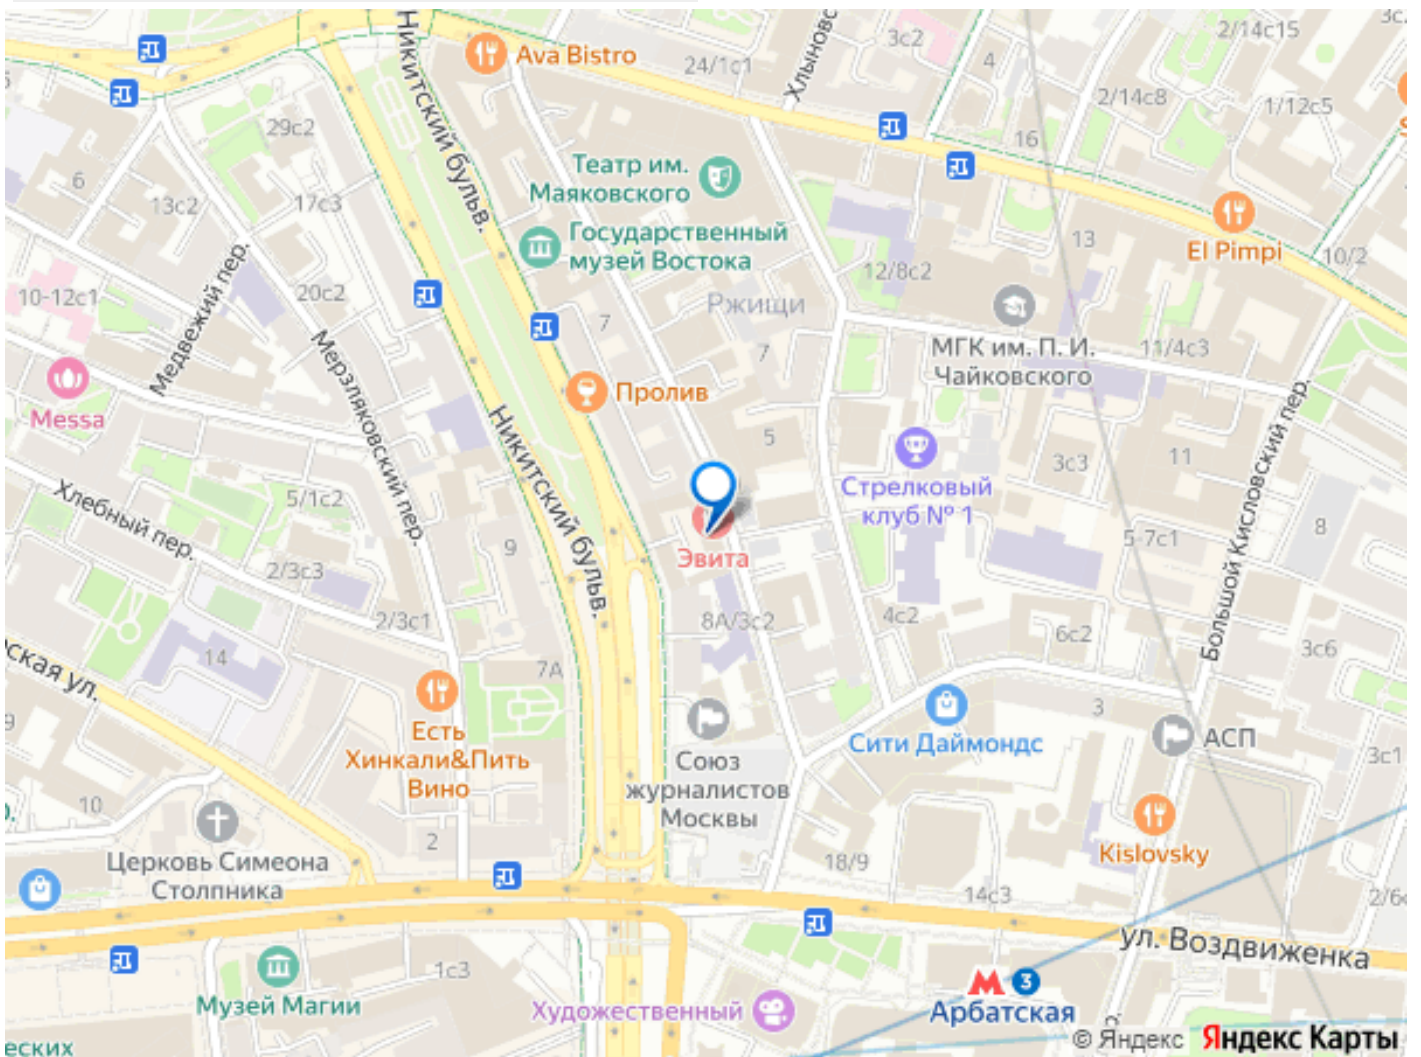 Никитский бульв.
Ava Bistro
24/1с1
Хлыновс
3с2
4
2/14с15
3с
2/14с8
1/12с5
16
29с2
6
13с2
17с3
Театр им.
Маяковского
Государственный
музей Востока
El Pimpi
13
10/2
12/8с2
Медвежий пер.
10-12с1
20с2
Ржищи
7
7
МГК им. П. И.
Чайковского
11/4с3
Messa
Мерзляковский пер.
Пролив
Никитский бульв.
5
Стрелковый
клуб № 1
3с3
11
Большой Кисловский пер.
8
Хлебный пер.
5/1с2
9
Эвита
5-7с1
2/3с3
2/3с1
8А/3с2
4с2
6с2
3с6
ская ул.
14
7А
Есть
Хинкали&Пить
Вино
Союз
журналистов
Москвы
Сити Даймондс
3
АСП
3с1
9
10
2
Церковь Симеона
Столпника
18/9
Kislovsky
14с3
2/6с
ул. Воздвиженка
Музей Магии
1с3
Художественный
3
Арбатская
еских
© Яндекс Яндекс Карты